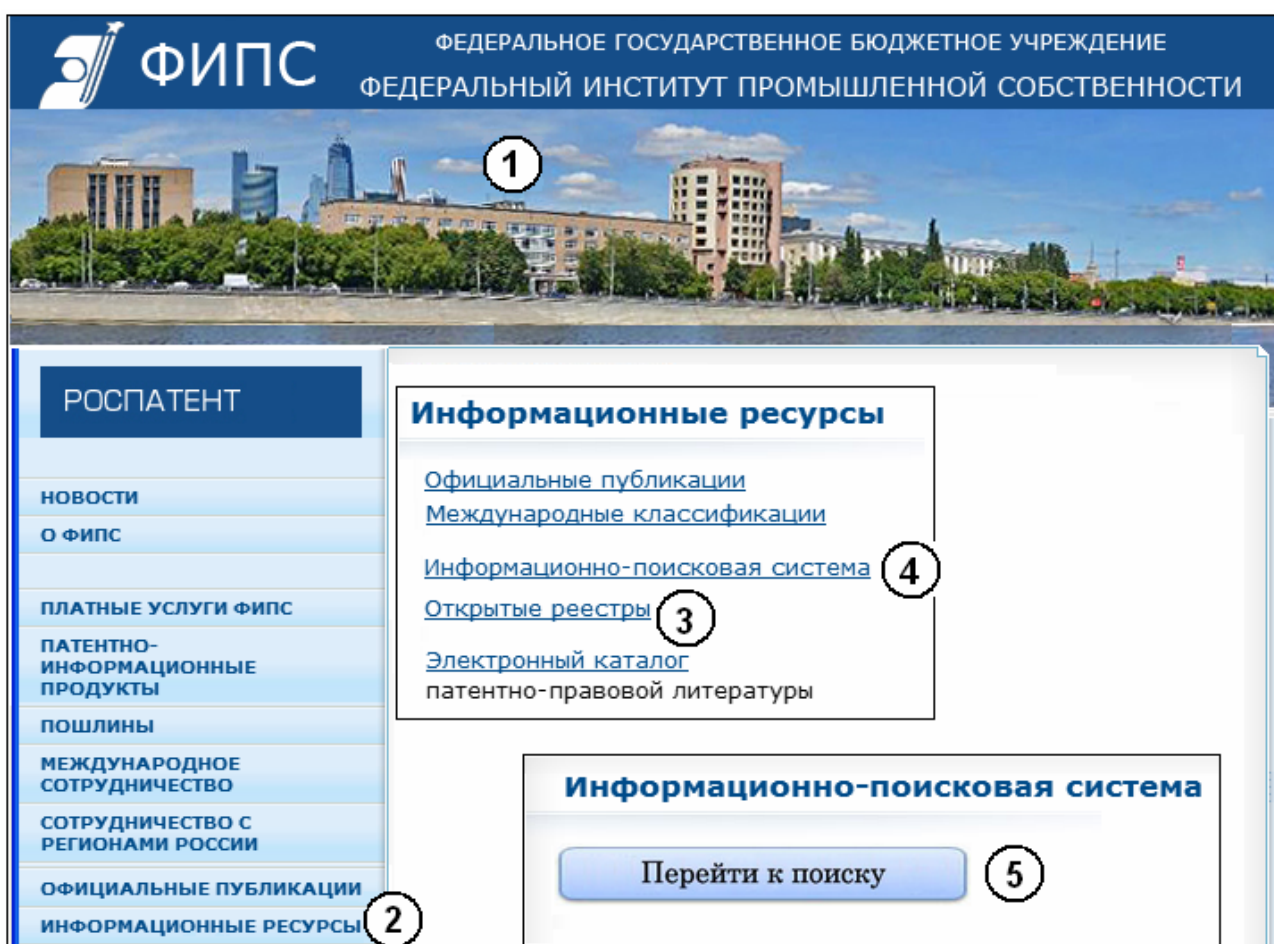 ФИПС
ФЕДЕРАЛЬНОЕ ГОСУДАРСТВЕННОЕ БЮДЖЕТНОЕ УЧРЕЖДЕНИЕ
ФЕДЕРАЛЬНЫЙ ИНСТИТУТ ПРОМЫШЛЕННОЙ СОБСТВЕННОСТИ
1
РОСПАТЕНТ
НОВОСТИ
О ФИПС
ПЛАТНЫЕ УСЛУГИ ФИПС
ПАТЕНТНО-
ИНФОРМАЦИОННЫЕ
ПРОДУКТЫ
ПОШЛИНЫ
МЕЖДУНАРОДНОЕ
СОТРУДНИЧЕСТВО
СОТРУДНИЧЕСТВО С
РЕГИОНАМИ РОССИИ
ОФИЦИАЛЬНЫЕ ПУБЛИКАЦИИ
ИНФОРМАЦИОННЫЕ РЕСУРСЫ 2
Информационные ресурсы
Официальные публикации
Международные классификации
Информационно-поисковая система 4
Открытые реестры 3
Электронный каталог
патентно-правовой литературы
Информационно-поисковая система
Перейти к поиску 5